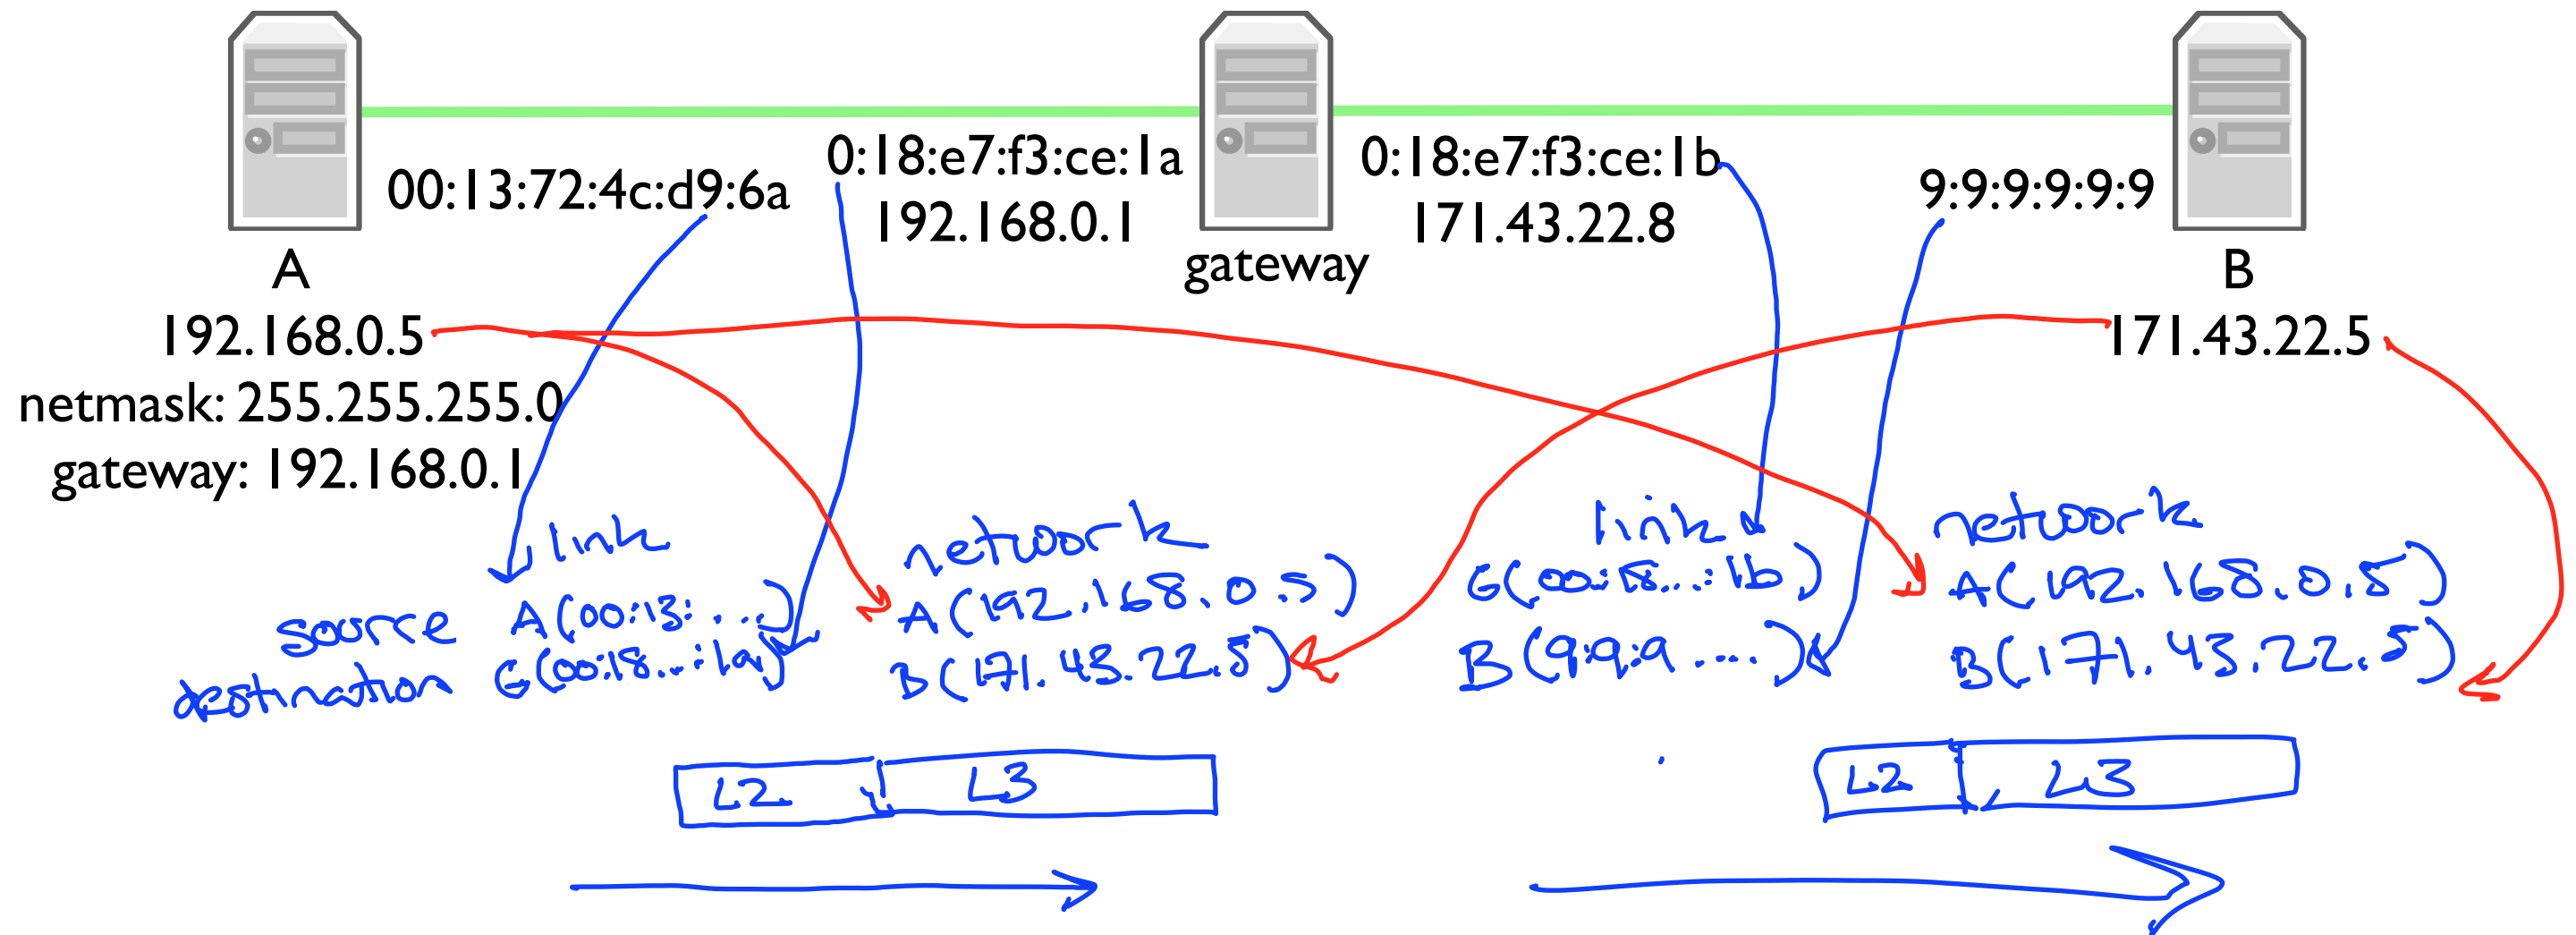 0:18:e7:f3:ce:1a
0:18:e7:f3:ce:1b
00:13:72:4c:d9:6a
9:9:9:9:9:9
192.168.0.1
171.43.22.8
A
gateway
B
192.168.0.5
171.43.22.5
netmask: 255.255.255.0
gateway: 192.168.0.1
link
network
link
network
source A(00:13:....) A(192.168.0.5) G(00:18...:1b) A(192.168.0.5)
destination G(00:18...:1a) B(171.43.22.5) B(9:9:9....) B(171.43.22.5)
L2 L3
L2 L3